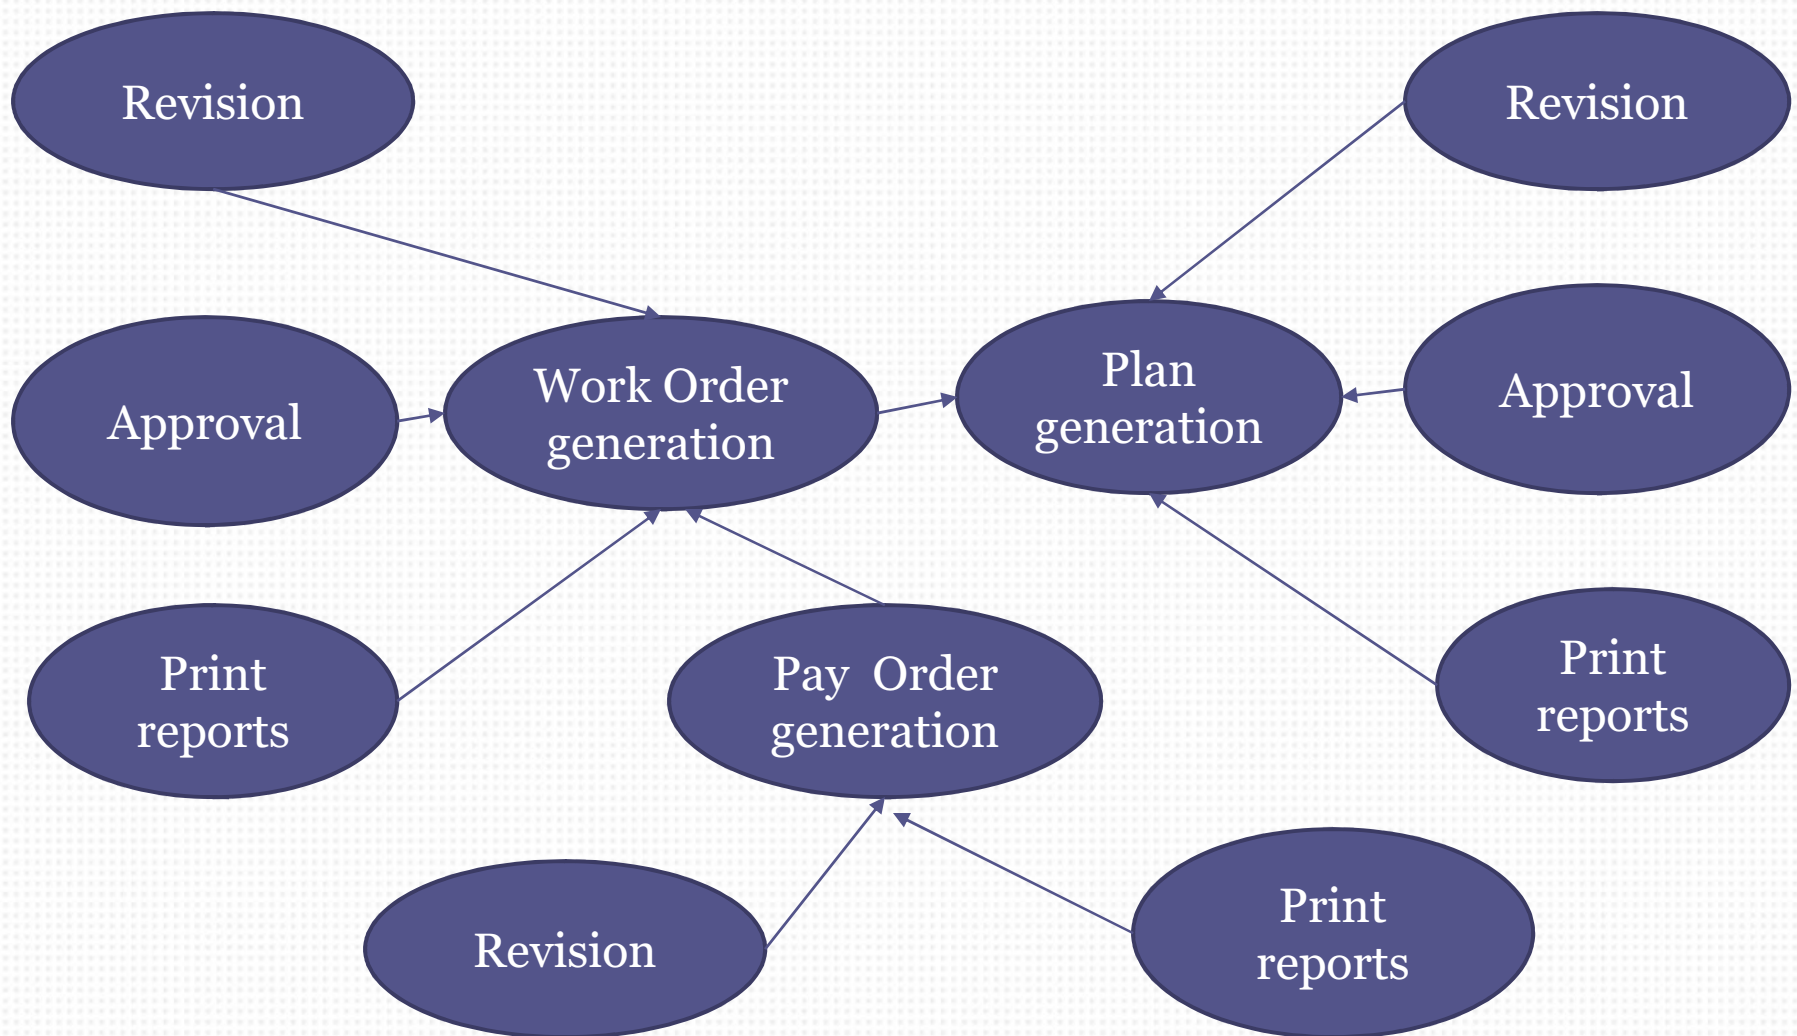 Revision
Revision
Approval
Work Order
generation
Plan
generation
Approval
Print
reports
Pay  Order
generation
Print
reports
Revision
Print
reports